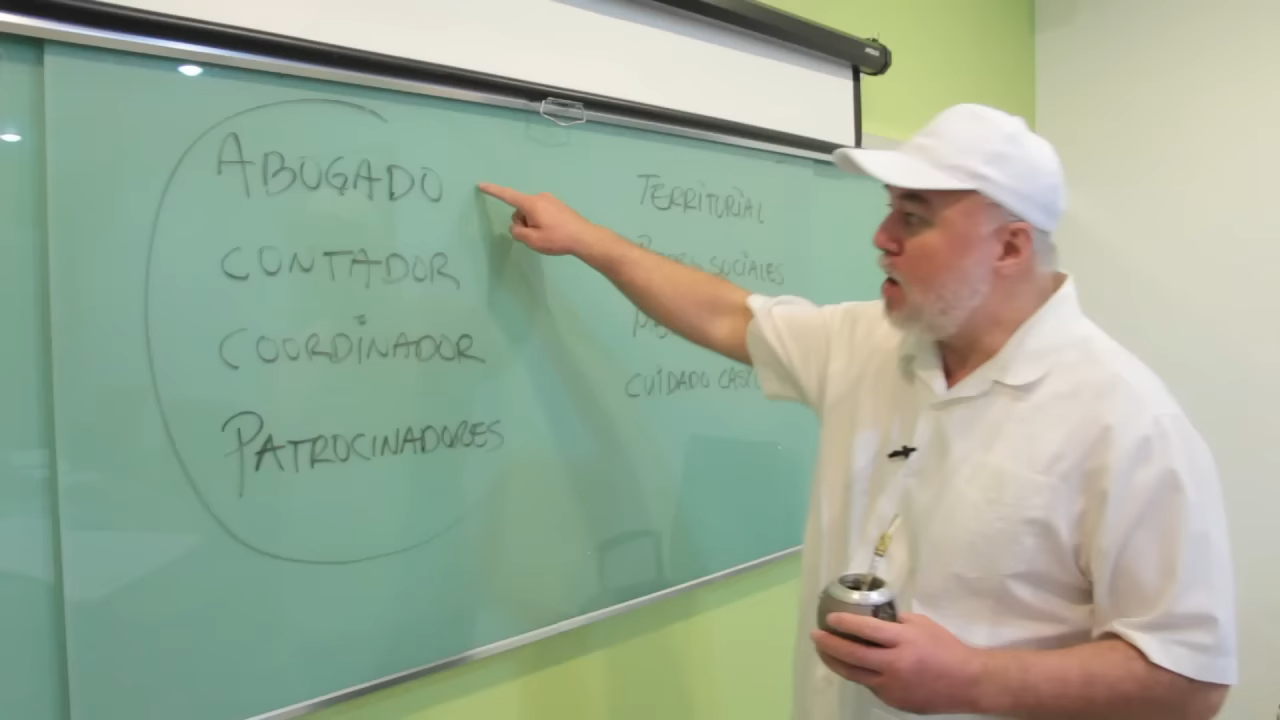 ABOGADO
CONTADOR
COORDINADOR
PATROCINADORES
TERRITORIAL
SOCIALES
CUIDADO